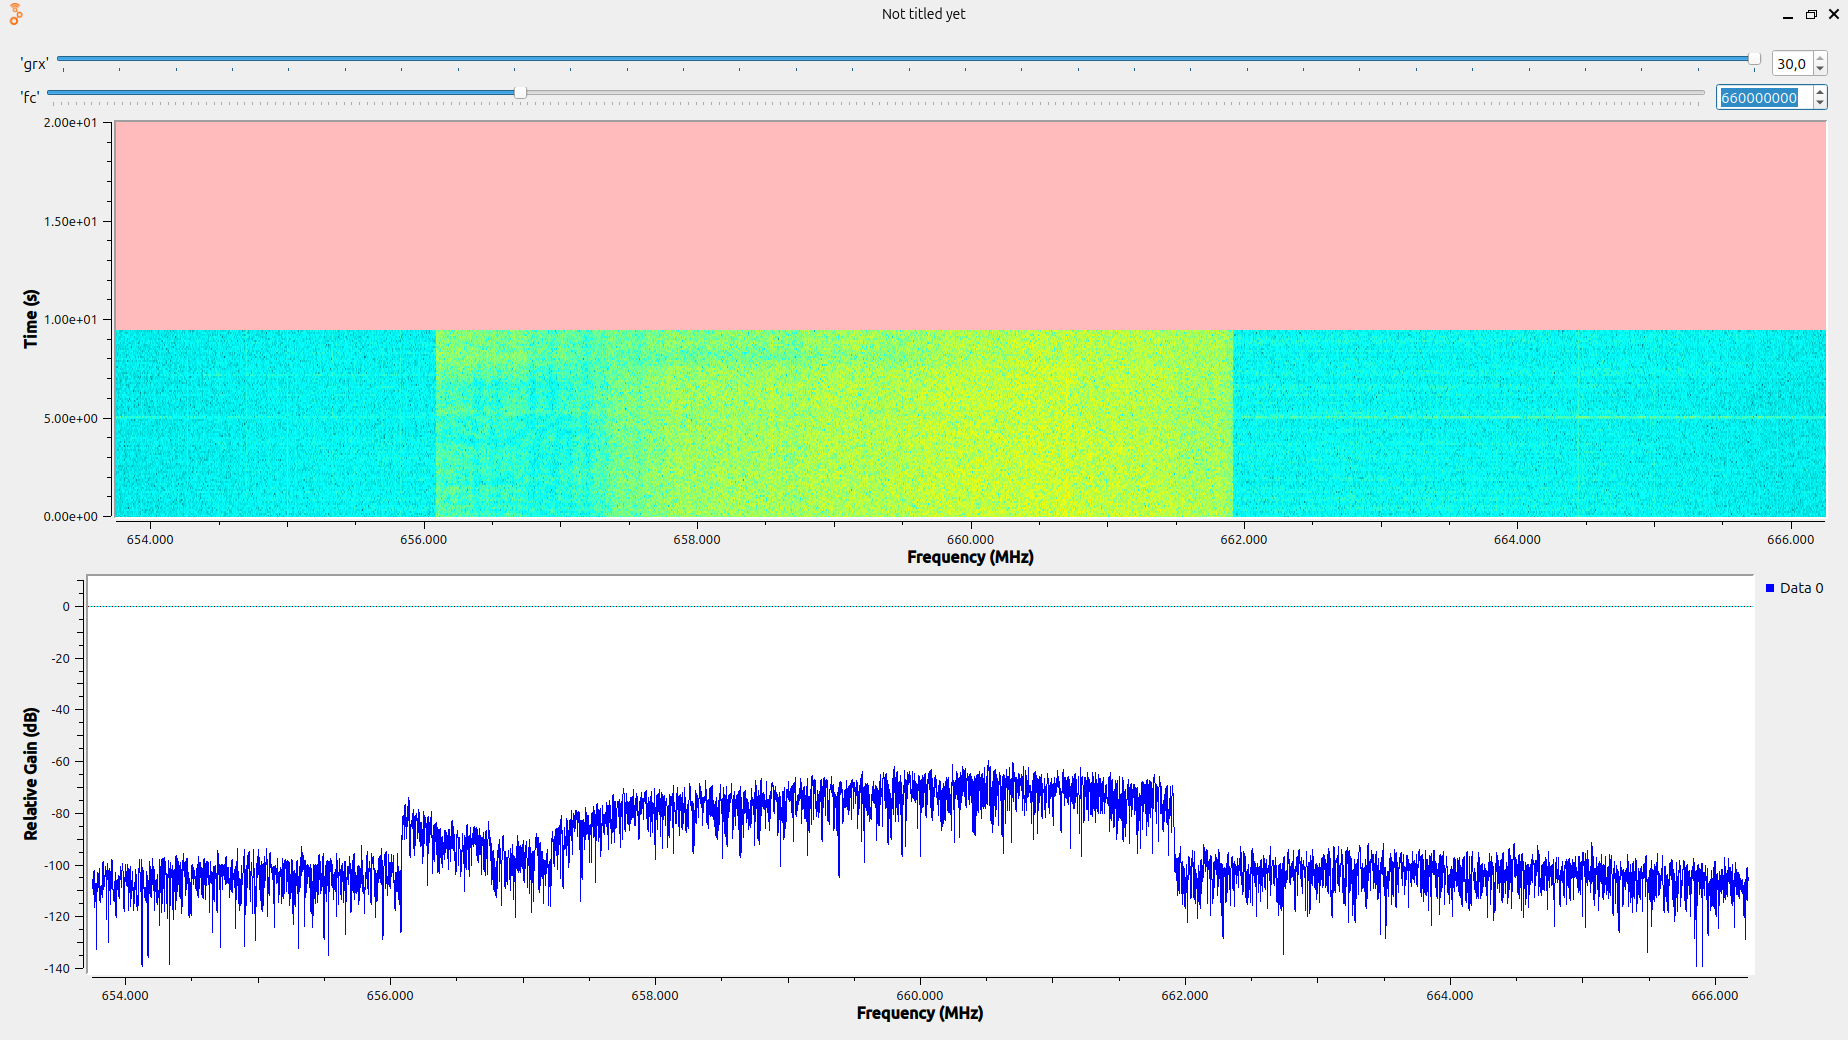 Not titled yet
'grx' 30,0
'fc' 660000000
2.00e+01
1.50e+01
1.00e+01
5.00e+00
0.00e+00
Time (s)
654.000 656.000 658.000 660.000 662.000 664.000 666.000
Frequency (MHz)
Data 0
0
-20
-40
-60
-80
-100
-120
-140
Relative Gain (dB)
654.000 656.000 658.000 660.000 662.000 664.000 666.000
Frequency (MHz)